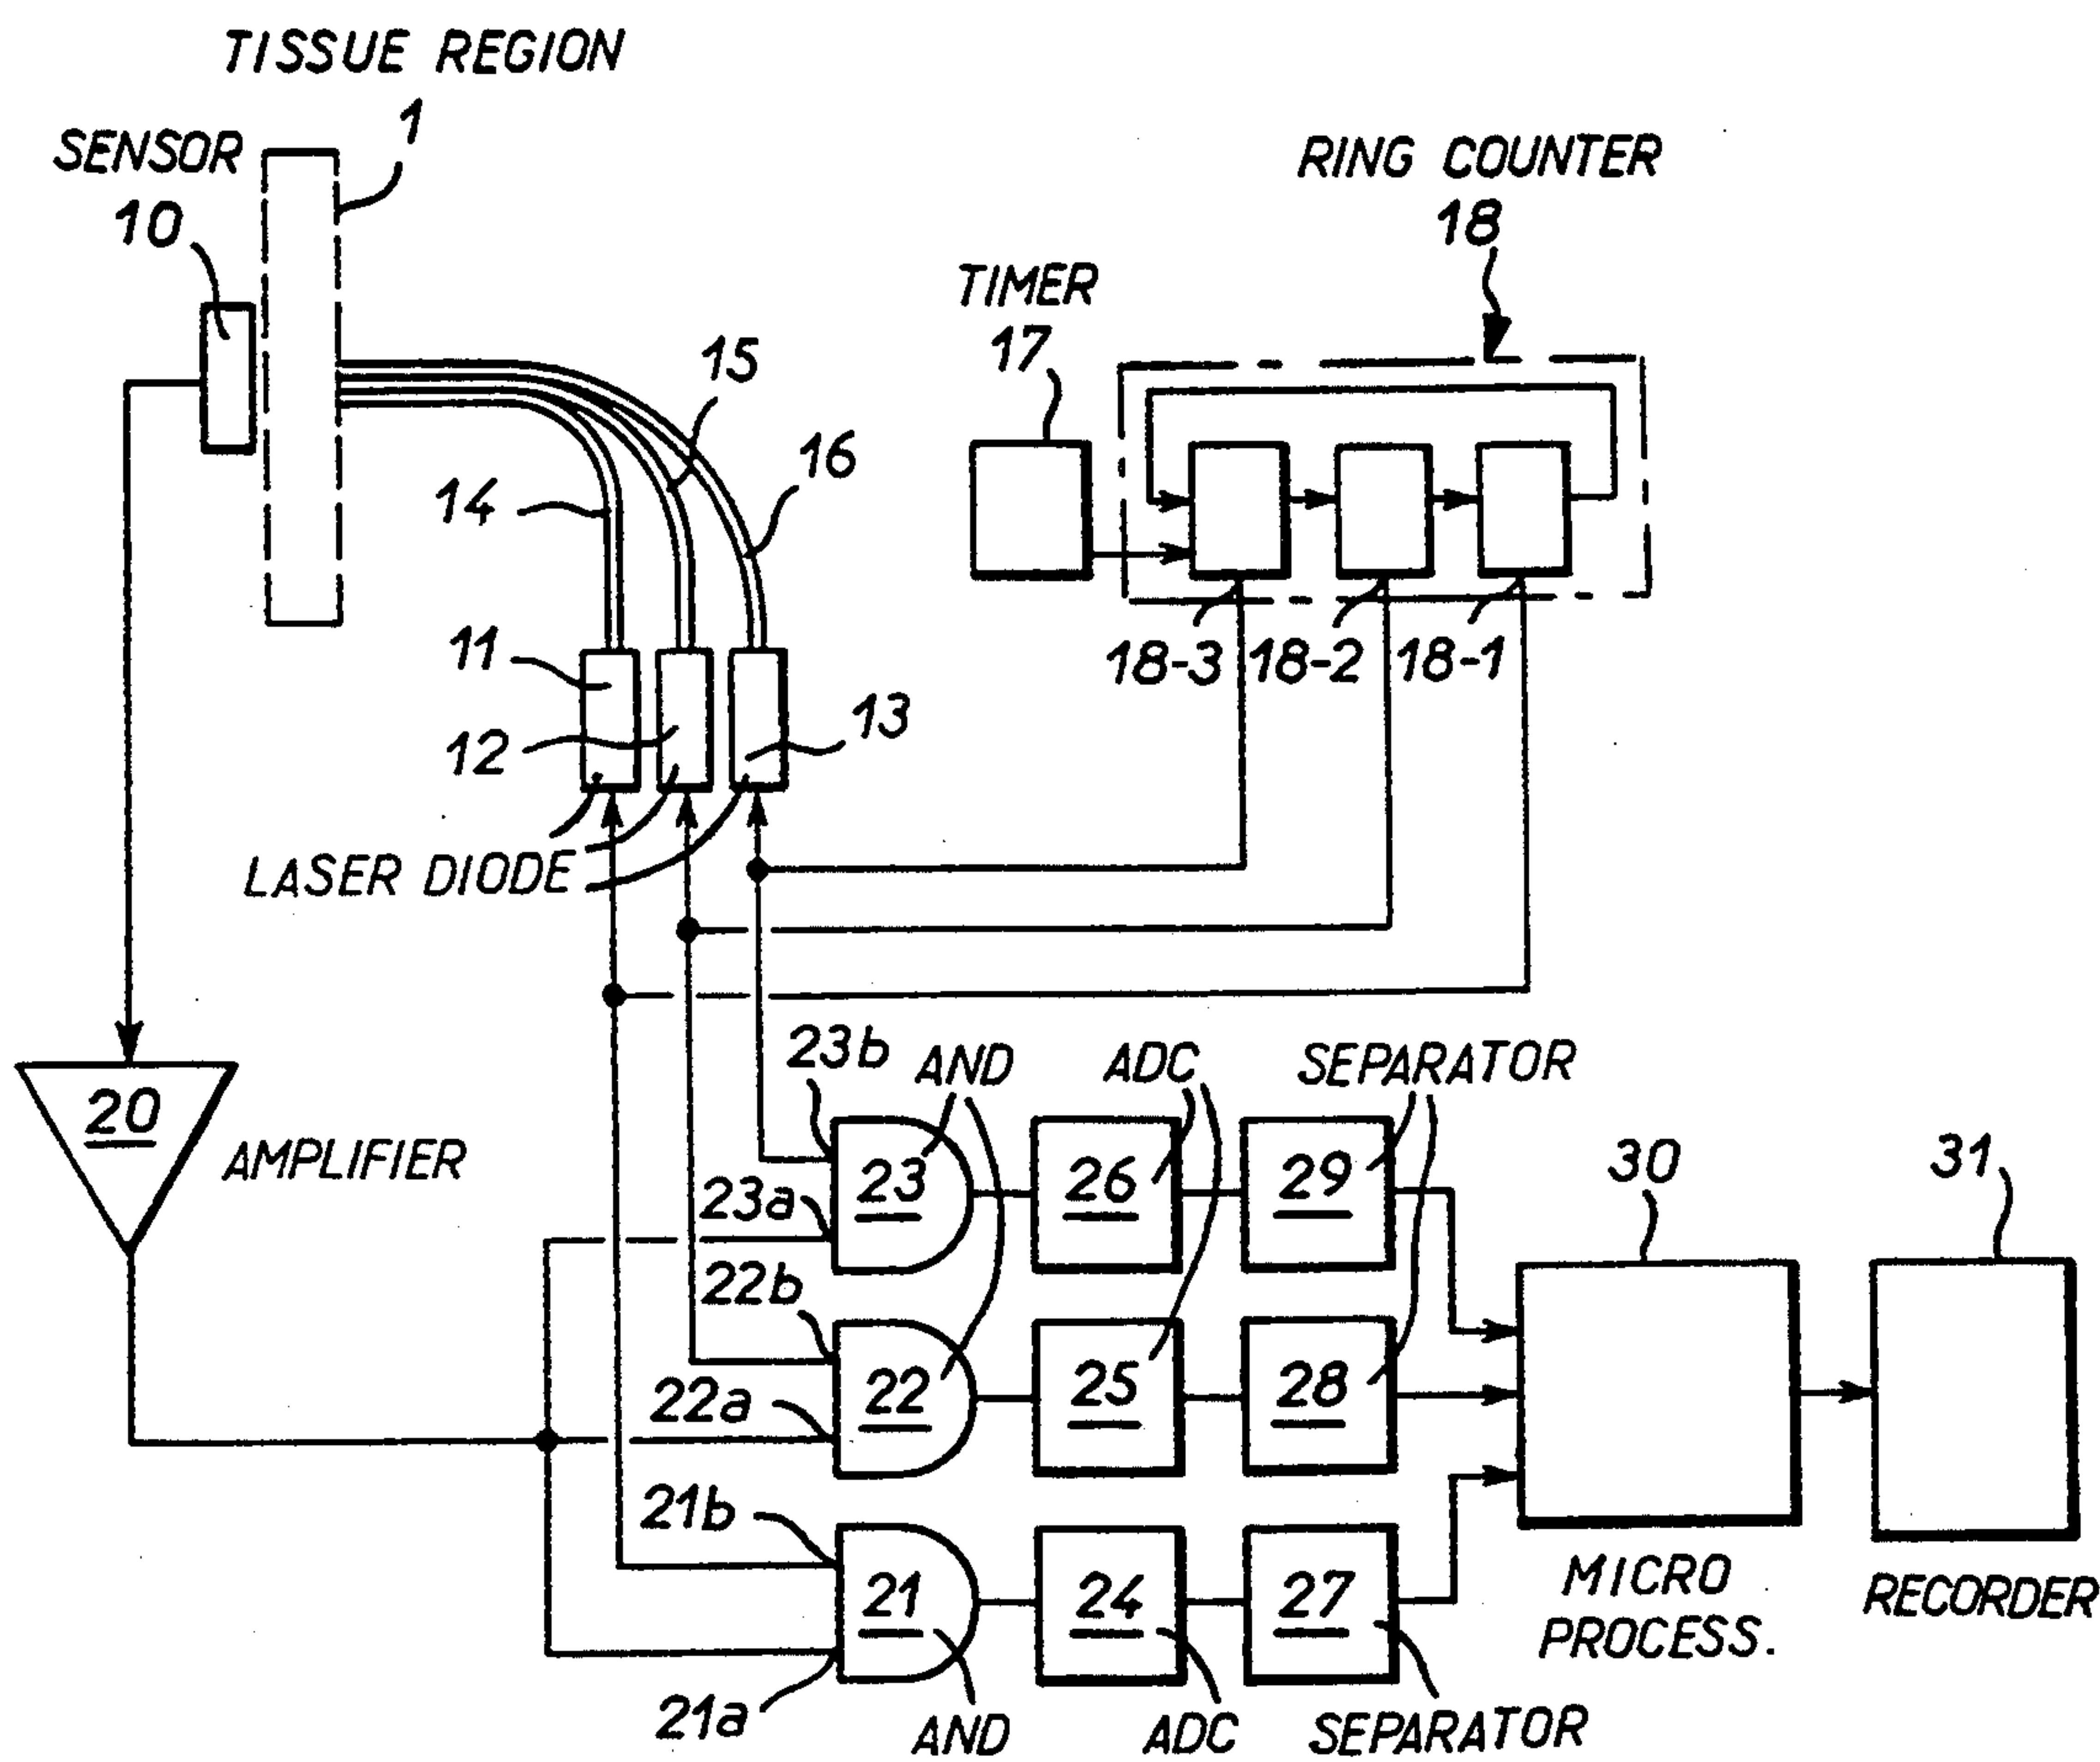 TISSUE REGION
1
SENSOR
10
RING COUNTER
18
TIMER
17
15
16
14
18-3
18-2
18-1
11
12
13
LASER DIODE
20
AMPLIFIER
23b
AND
ADC
SEPARATOR
23
26
29
23a
30
31
22b
22
25
28
22a
21b
21
24
27
MICRO
PROCESS.
RECORDER
21a
AND
ADC
SEPARATOR